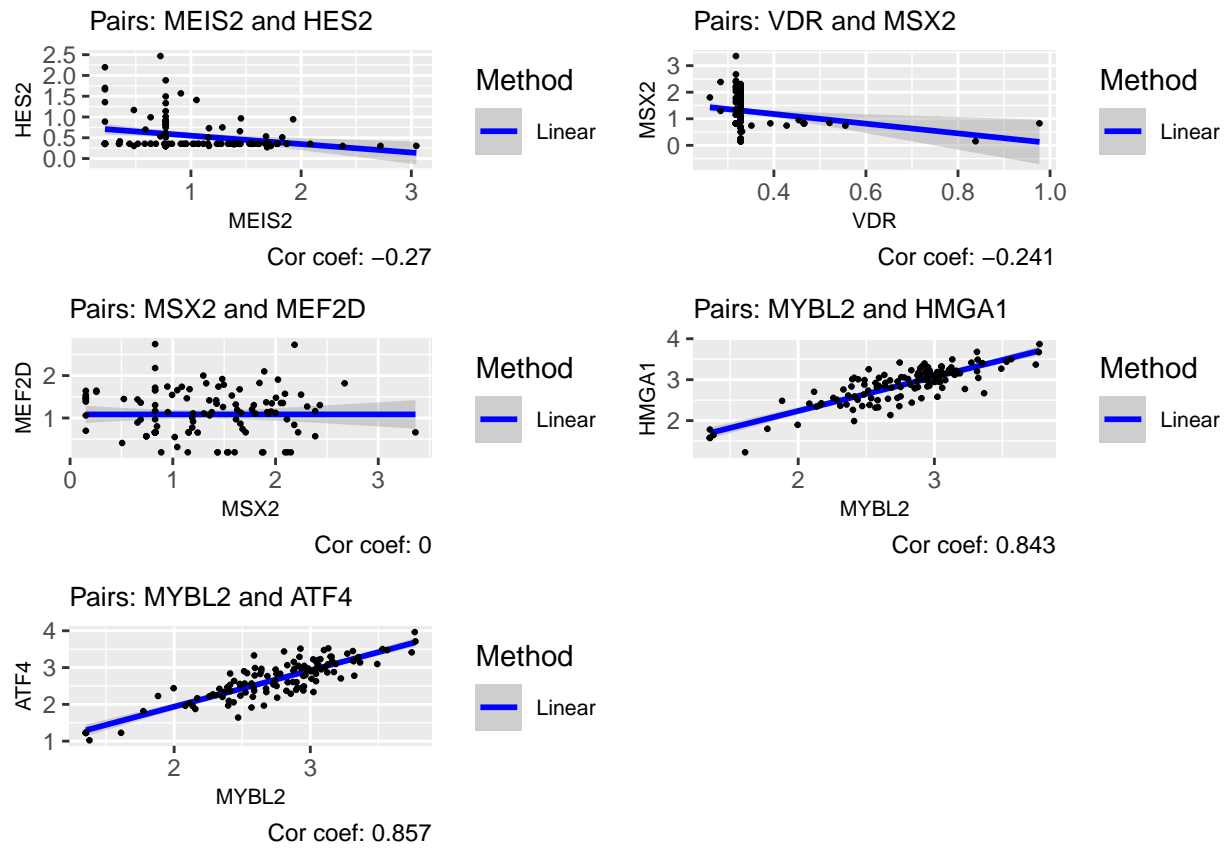 Pairs: MEIS2 and HES2
HES2
2.5
2.0
1.5
1.0
0.5
0.0
1 2 3
MEIS2
Cor coef: −0.27
Method
Linear
Pairs: VDR and MSX2
MSX2
3
2
1
0
0.4 0.6 0.8 1.0
VDR
Cor coef: −0.241
Method
Linear
Pairs: MSX2 and MEF2D
MEF2D
2
1
0 1 2 3
MSX2
Cor coef: 0
Method
Linear
Pairs: MYBL2 and HMGA1
HMGA1
4
3
2
2 3
MYBL2
Cor coef: 0.843
Method
Linear
Pairs: MYBL2 and ATF4
ATF4
4
3
2
1
2 3
MYBL2
Cor coef: 0.857
Method
Linear